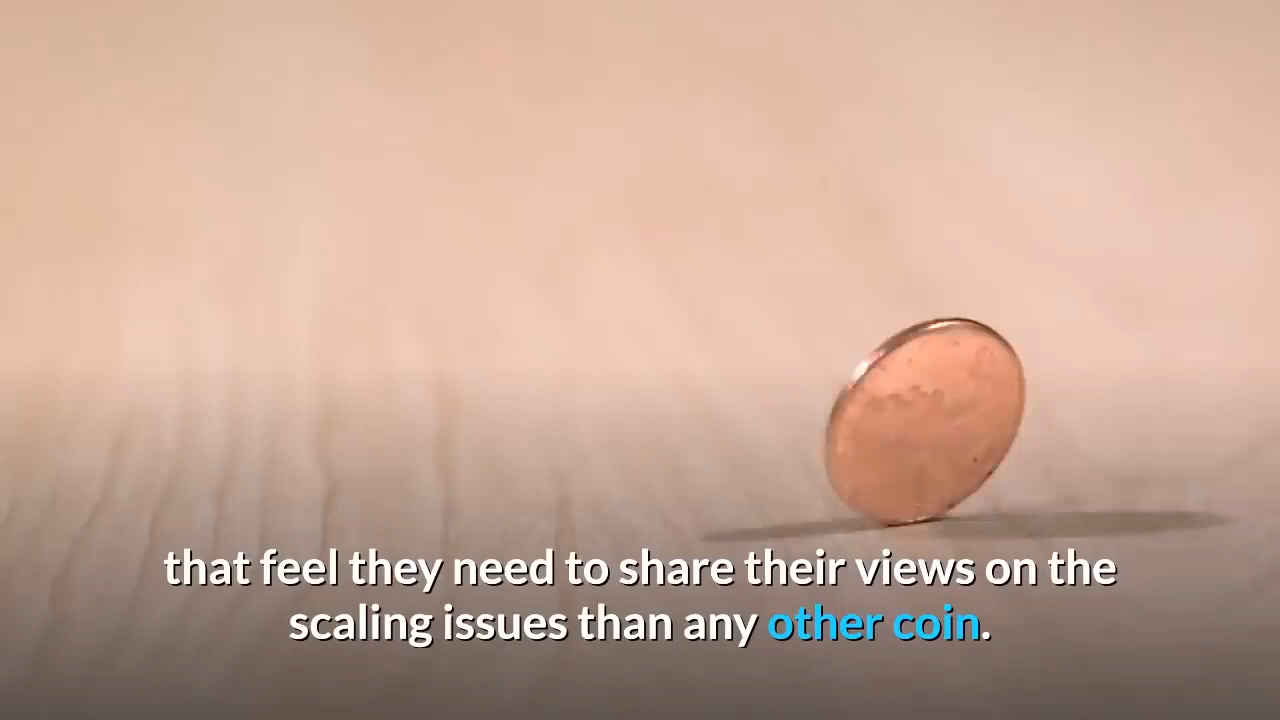 that feel they need to share their views on the
scaling issues than any other coin.